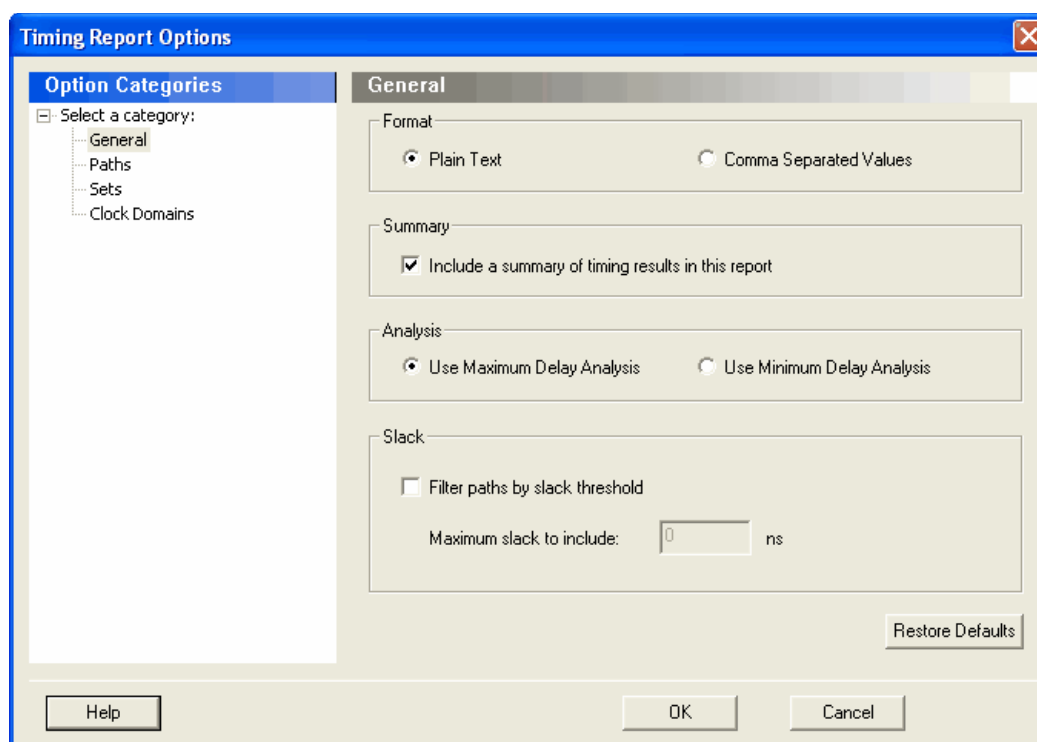 Timing Report Options
Option Categories
Select a category:
General
Paths
Sets
Clock Domains
General
Format
Plain Text
Comma Separated Values
Summary
Include a summary of timing results in this report
Analysis
Use Maximum Delay Analysis
Use Minimum Delay Analysis
Slack
Filter paths by slack threshold
Maximum slack to include: 0 ns
Restore Defaults
Help
OK
Cancel